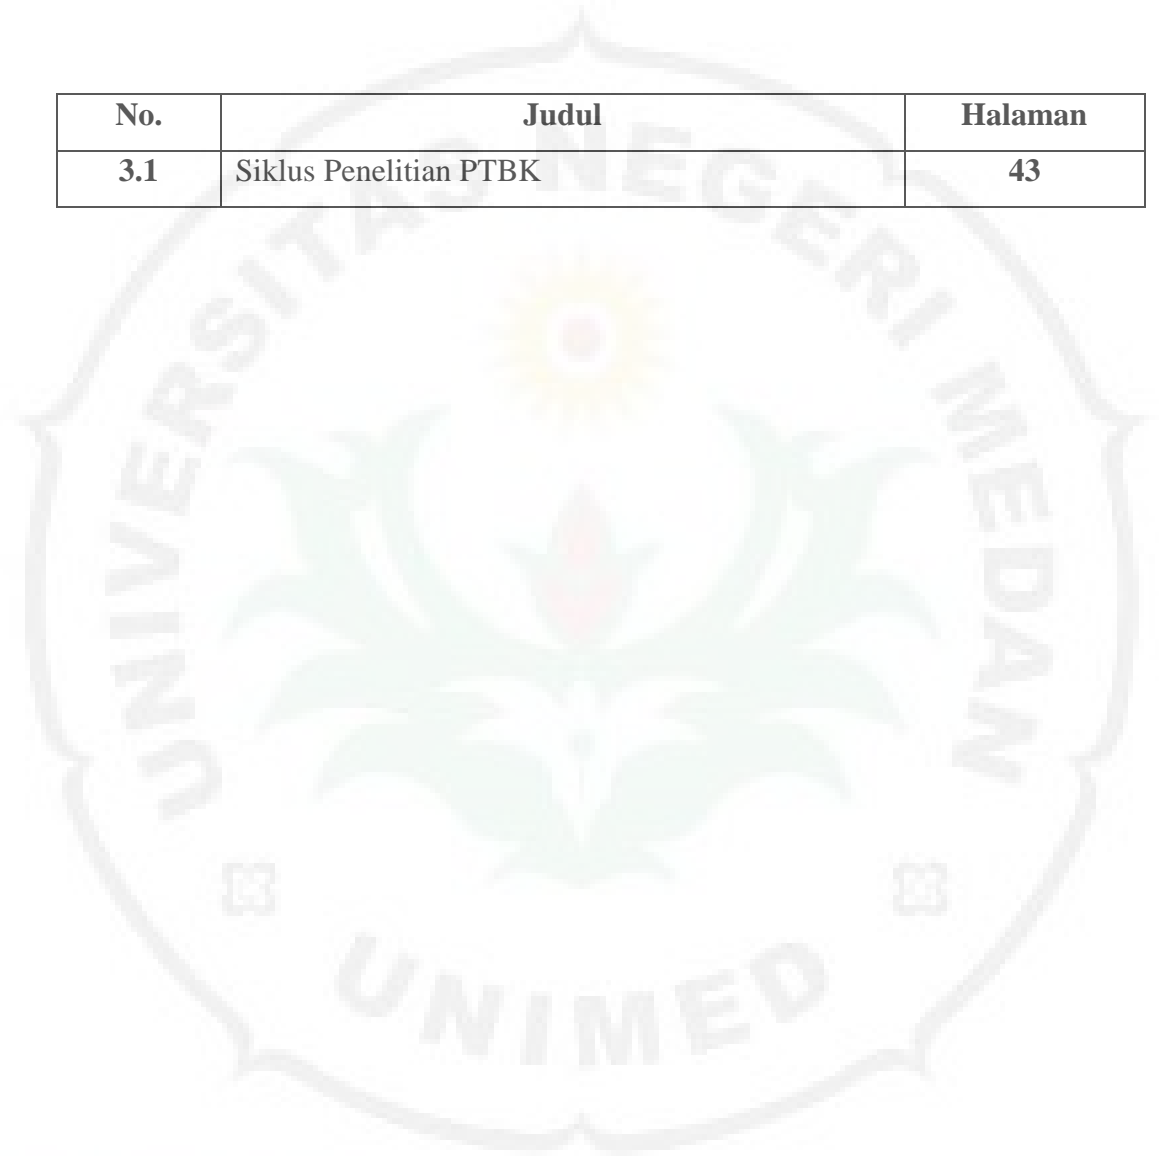 No. Judul Halaman
3.1 Siklus Penelitian PTBK 43
UNIVERSITAS NEGERI MEDAN
UNIMED